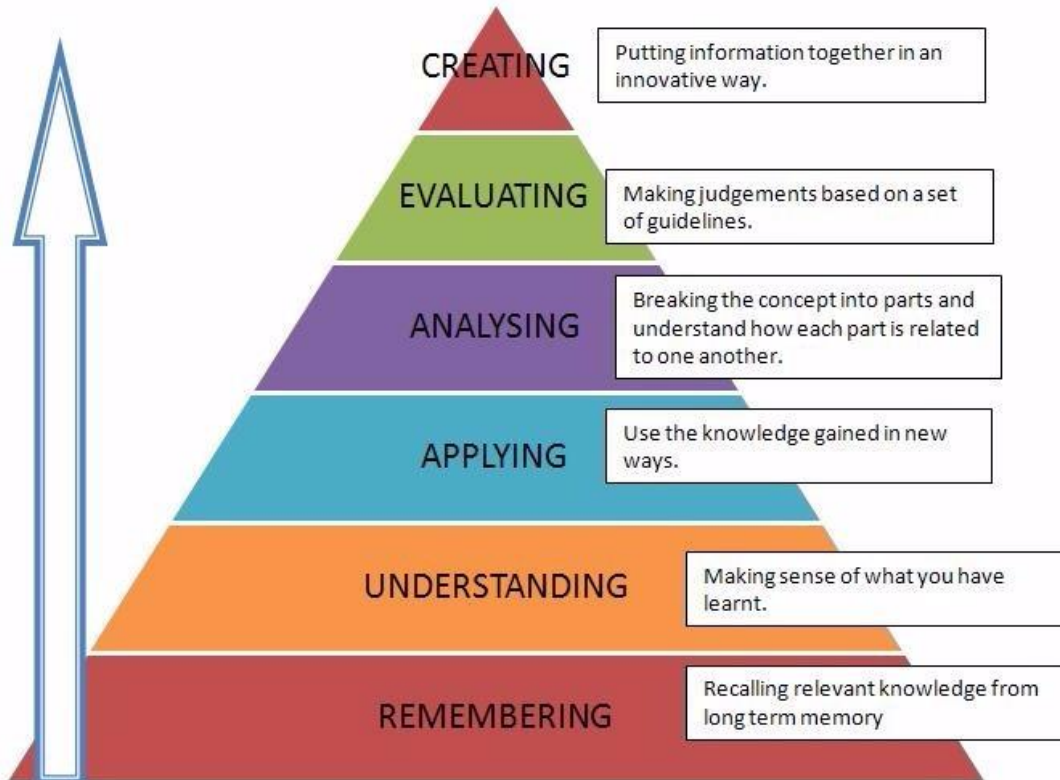 CREATING
Putting information together in an
innovative way.
EVALUATING
Making judgements based on a set
of guidelines.
ANALYSING
Breaking the concept into parts and
understand how each part is related
to one another.
APPLYING
Use the knowledge gained in new
ways.
UNDERSTANDING
Making sense of what you have
learnt.
REMEMBERING
Recalling relevant knowledge from
long term memory